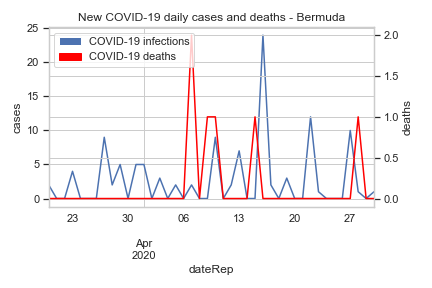 New COVID-19 daily cases and deaths - Bermuda
COVID-19 infections
COVID-19 deaths
25
20
15
10
5
0
cases
2.0
1.5
1.0
0.5
0.0
deaths
23
30
06
13
20
27
Apr
2020
dateRep